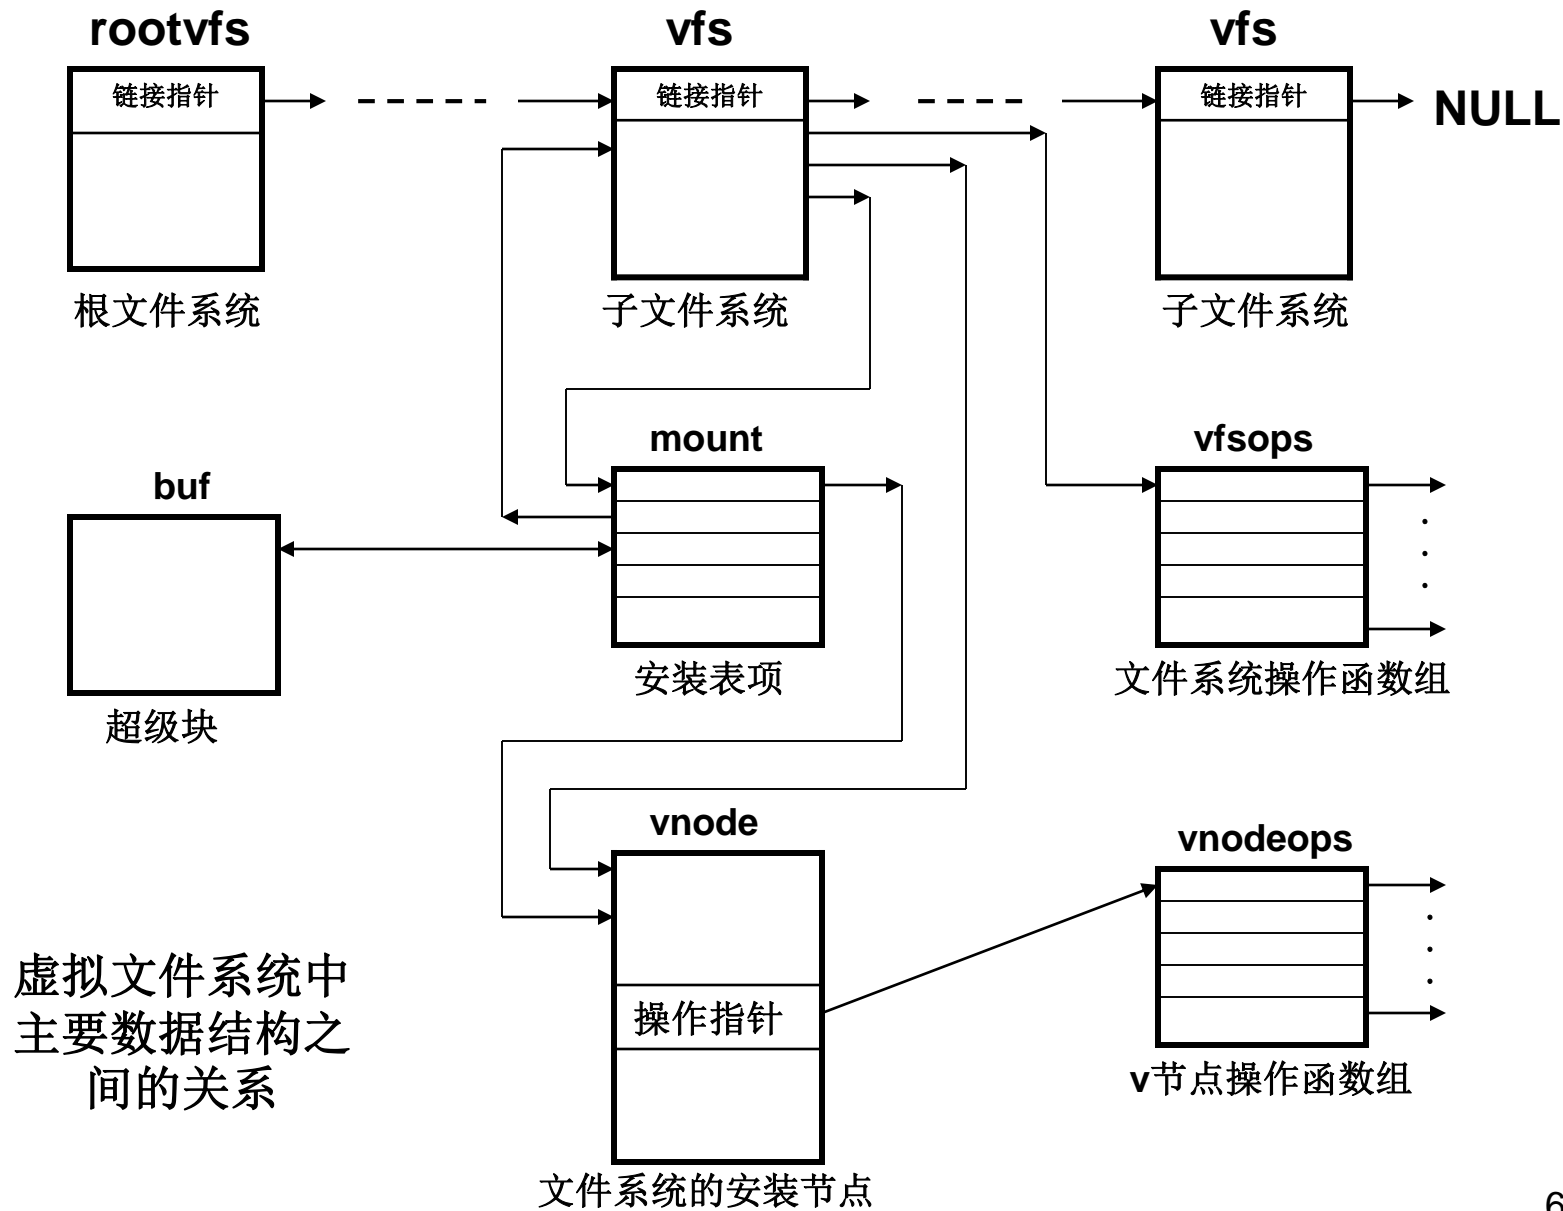 rootvfs
vfs
vfs
链接指针
链接指针
链接指针
NULL
根文件系统
子文件系统
子文件系统
mount
vfsops
buf
安装表项
文件系统操作函数组
超级块
vnode
vnodeops
虚拟文件系统中
主要数据结构之
间的关系
操作指针
v节点操作函数组
文件系统的安装节点
6